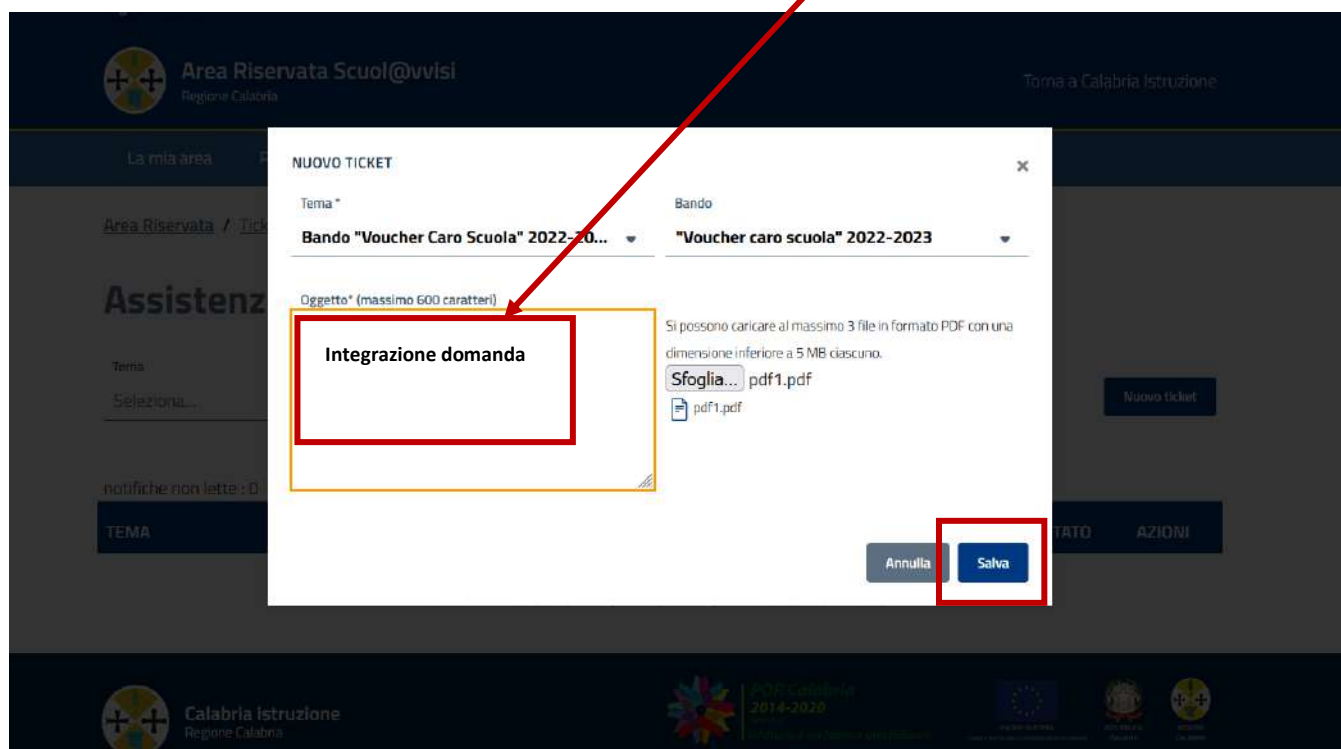 Area Riservata Scuol@vvisi
Regione Calabria
Torna a Calabria Istruzione
La mia area
NUOVO TICKET
Tema *
Bando
Area Riservata / Tick
Bando "Voucher Caro Scuola" 2022-20...
"Voucher caro scuola" 2022-2023
Assistenz
Oggetto* (massimo 600 caratteri)
Si possono caricare al massimo 3 file in formato PDF con una
dimensione inferiore a 5 MB ciascuno.
Integrazione domanda
Tema
Sfoglia... pdf1.pdf
Seleziona...
pdf1.pdf
Nuovo ticket
notifiche non lette : 0
TEMA
TATO
AZIONI
Annulla
Salva
Calabria Istruzione
Regione Calabria
POR Calabria
2014-2020